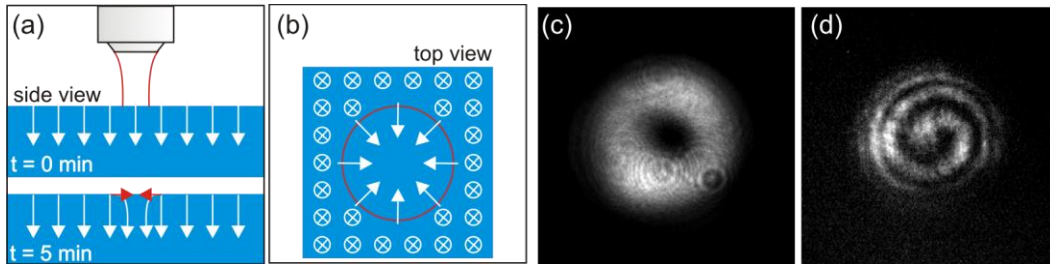 (a)
side view
t = 0 min
t = 5 min
(b)
top view
(c)
(d)